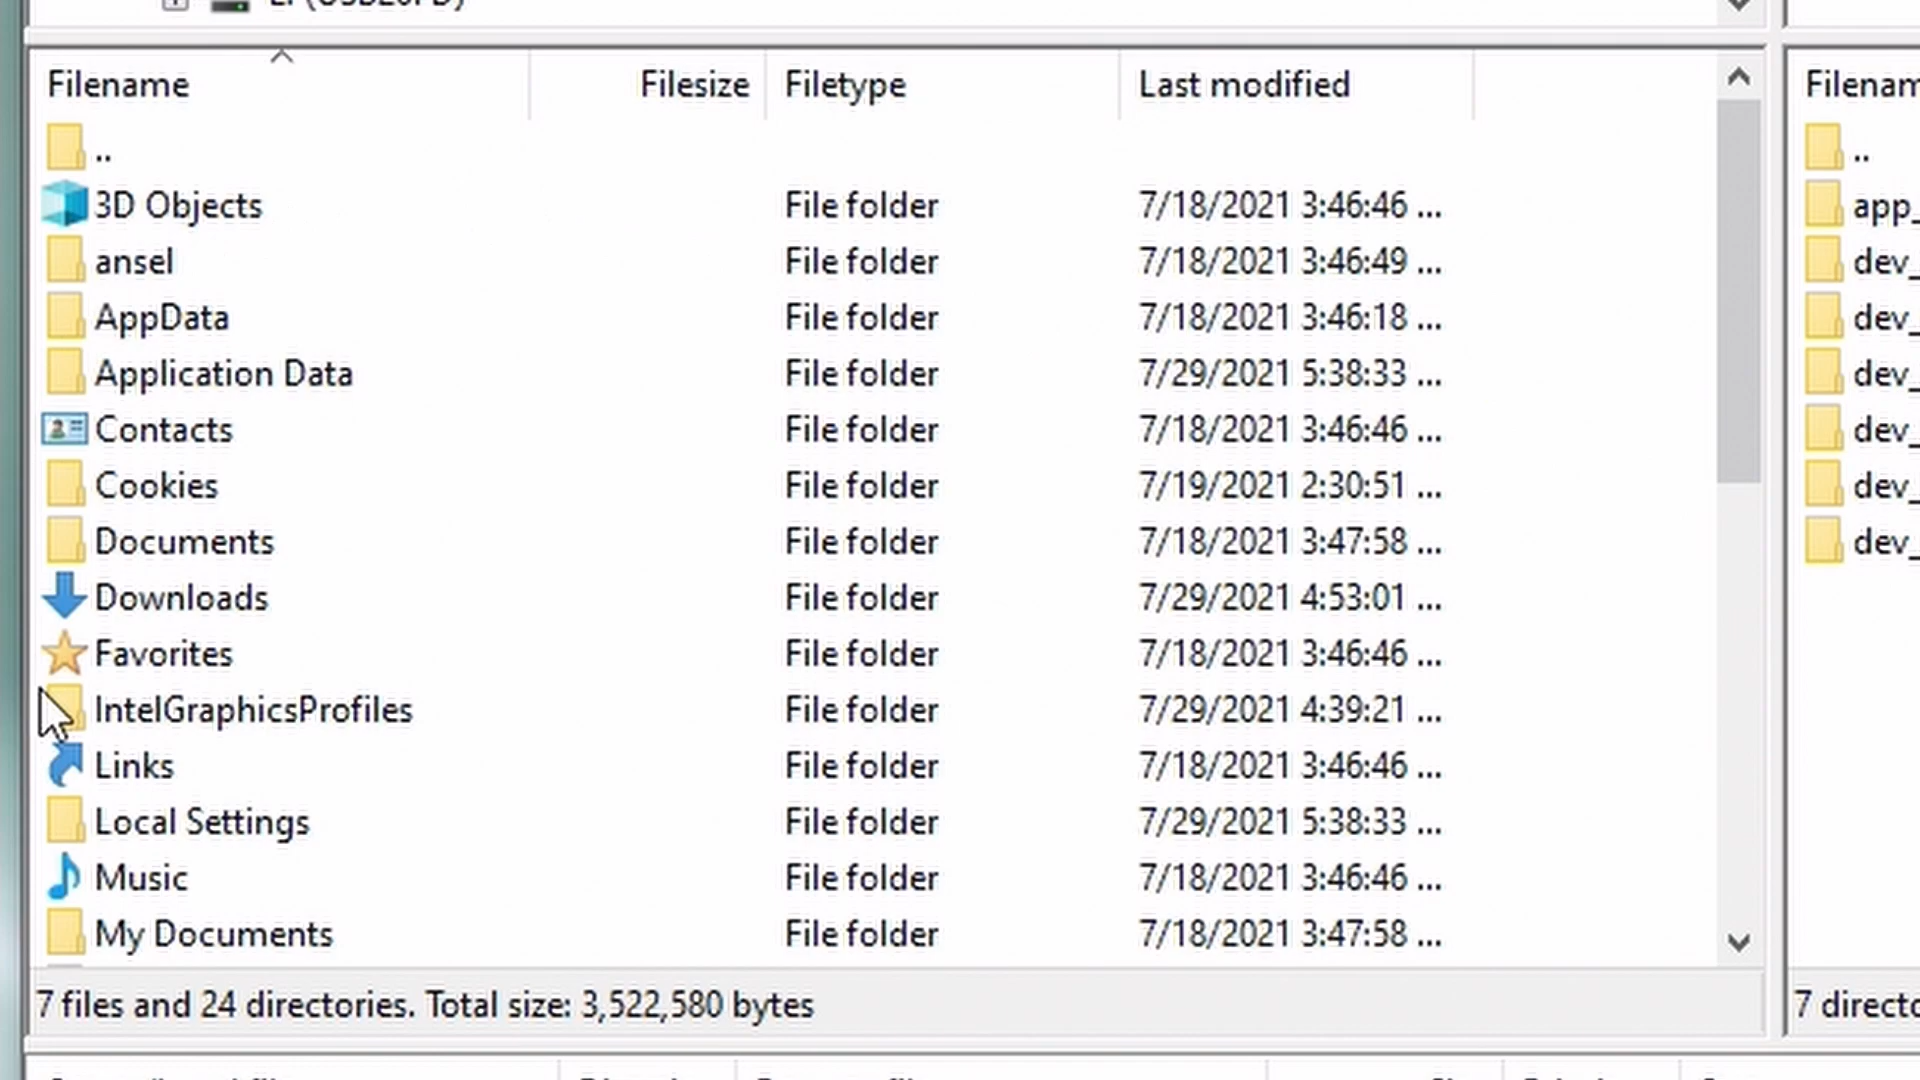 Filename Filesize Filetype Last modified
..
3D Objects File folder 7/18/2021 3:46:46 ...
ansel File folder 7/18/2021 3:46:49 ...
AppData File folder 7/18/2021 3:46:18 ...
Application Data File folder 7/29/2021 5:38:33 ...
Contacts File folder 7/18/2021 3:46:46 ...
Cookies File folder 7/19/2021 2:30:51 ...
Documents File folder 7/18/2021 3:47:58 ...
Downloads File folder 7/29/2021 4:53:01 ...
Favorites File folder 7/18/2021 3:46:46 ...
IntelGraphicsProfiles File folder 7/29/2021 4:39:21 ...
Links File folder 7/18/2021 3:46:46 ...
Local Settings File folder 7/29/2021 5:38:33 ...
Music File folder 7/18/2021 3:46:46 ...
My Documents File folder 7/18/2021 3:47:58 ...
7 files and 24 directories. Total size: 3,522,580 bytes
Filenam
..
app_
dev_
dev_
dev_
dev_
dev_
dev_
7 directo